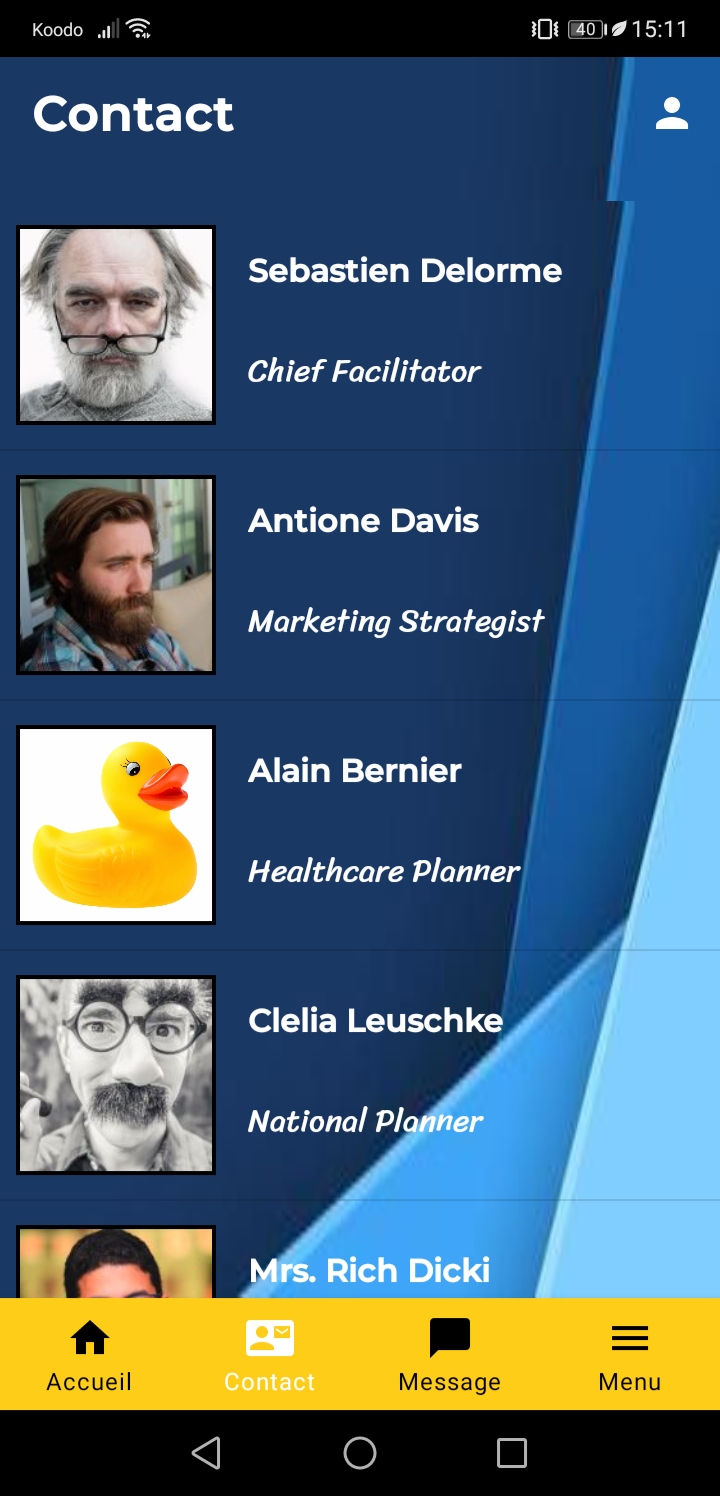 Koodo 40 15:11
Contact
Sebastien Delorme
Chief Facilitator
Antione Davis
Marketing Strategist
Alain Bernier
Healthcare Planner
Clelia Leuschke
National Planner
Mrs. Rich Dicki
Accueil Contact Message Menu